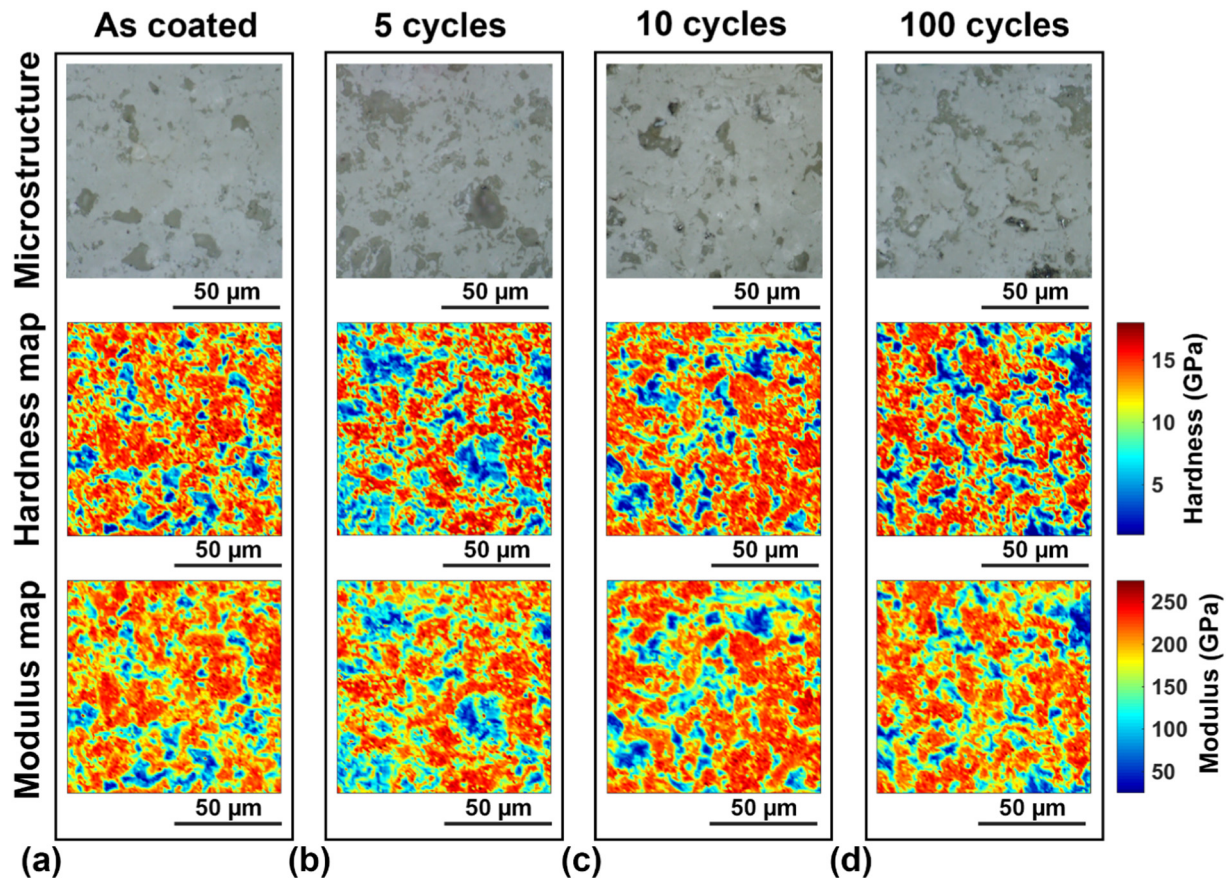 As coated 5 cycles 10 cycles 100 cycles
Microstructure
50 µm 50 µm 50 µm 50 µm
Hardness map
15
10
5
Hardness (GPa)
50 µm 50 µm 50 µm 50 µm
Modulus map
250
200
150
100
50
Modulus (GPa)
50 µm 50 µm 50 µm 50 µm
(a) (b) (c) (d)